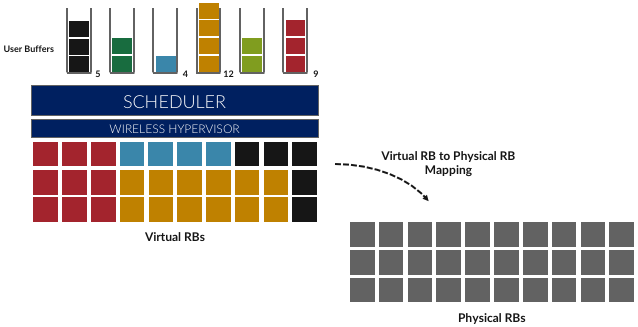 User Buffers
5
4
12
9
SCHEDULER
WIRELESS HYPERVISOR
Virtual RB to Physical RB
Mapping
Virtual RBs
Physical RBs